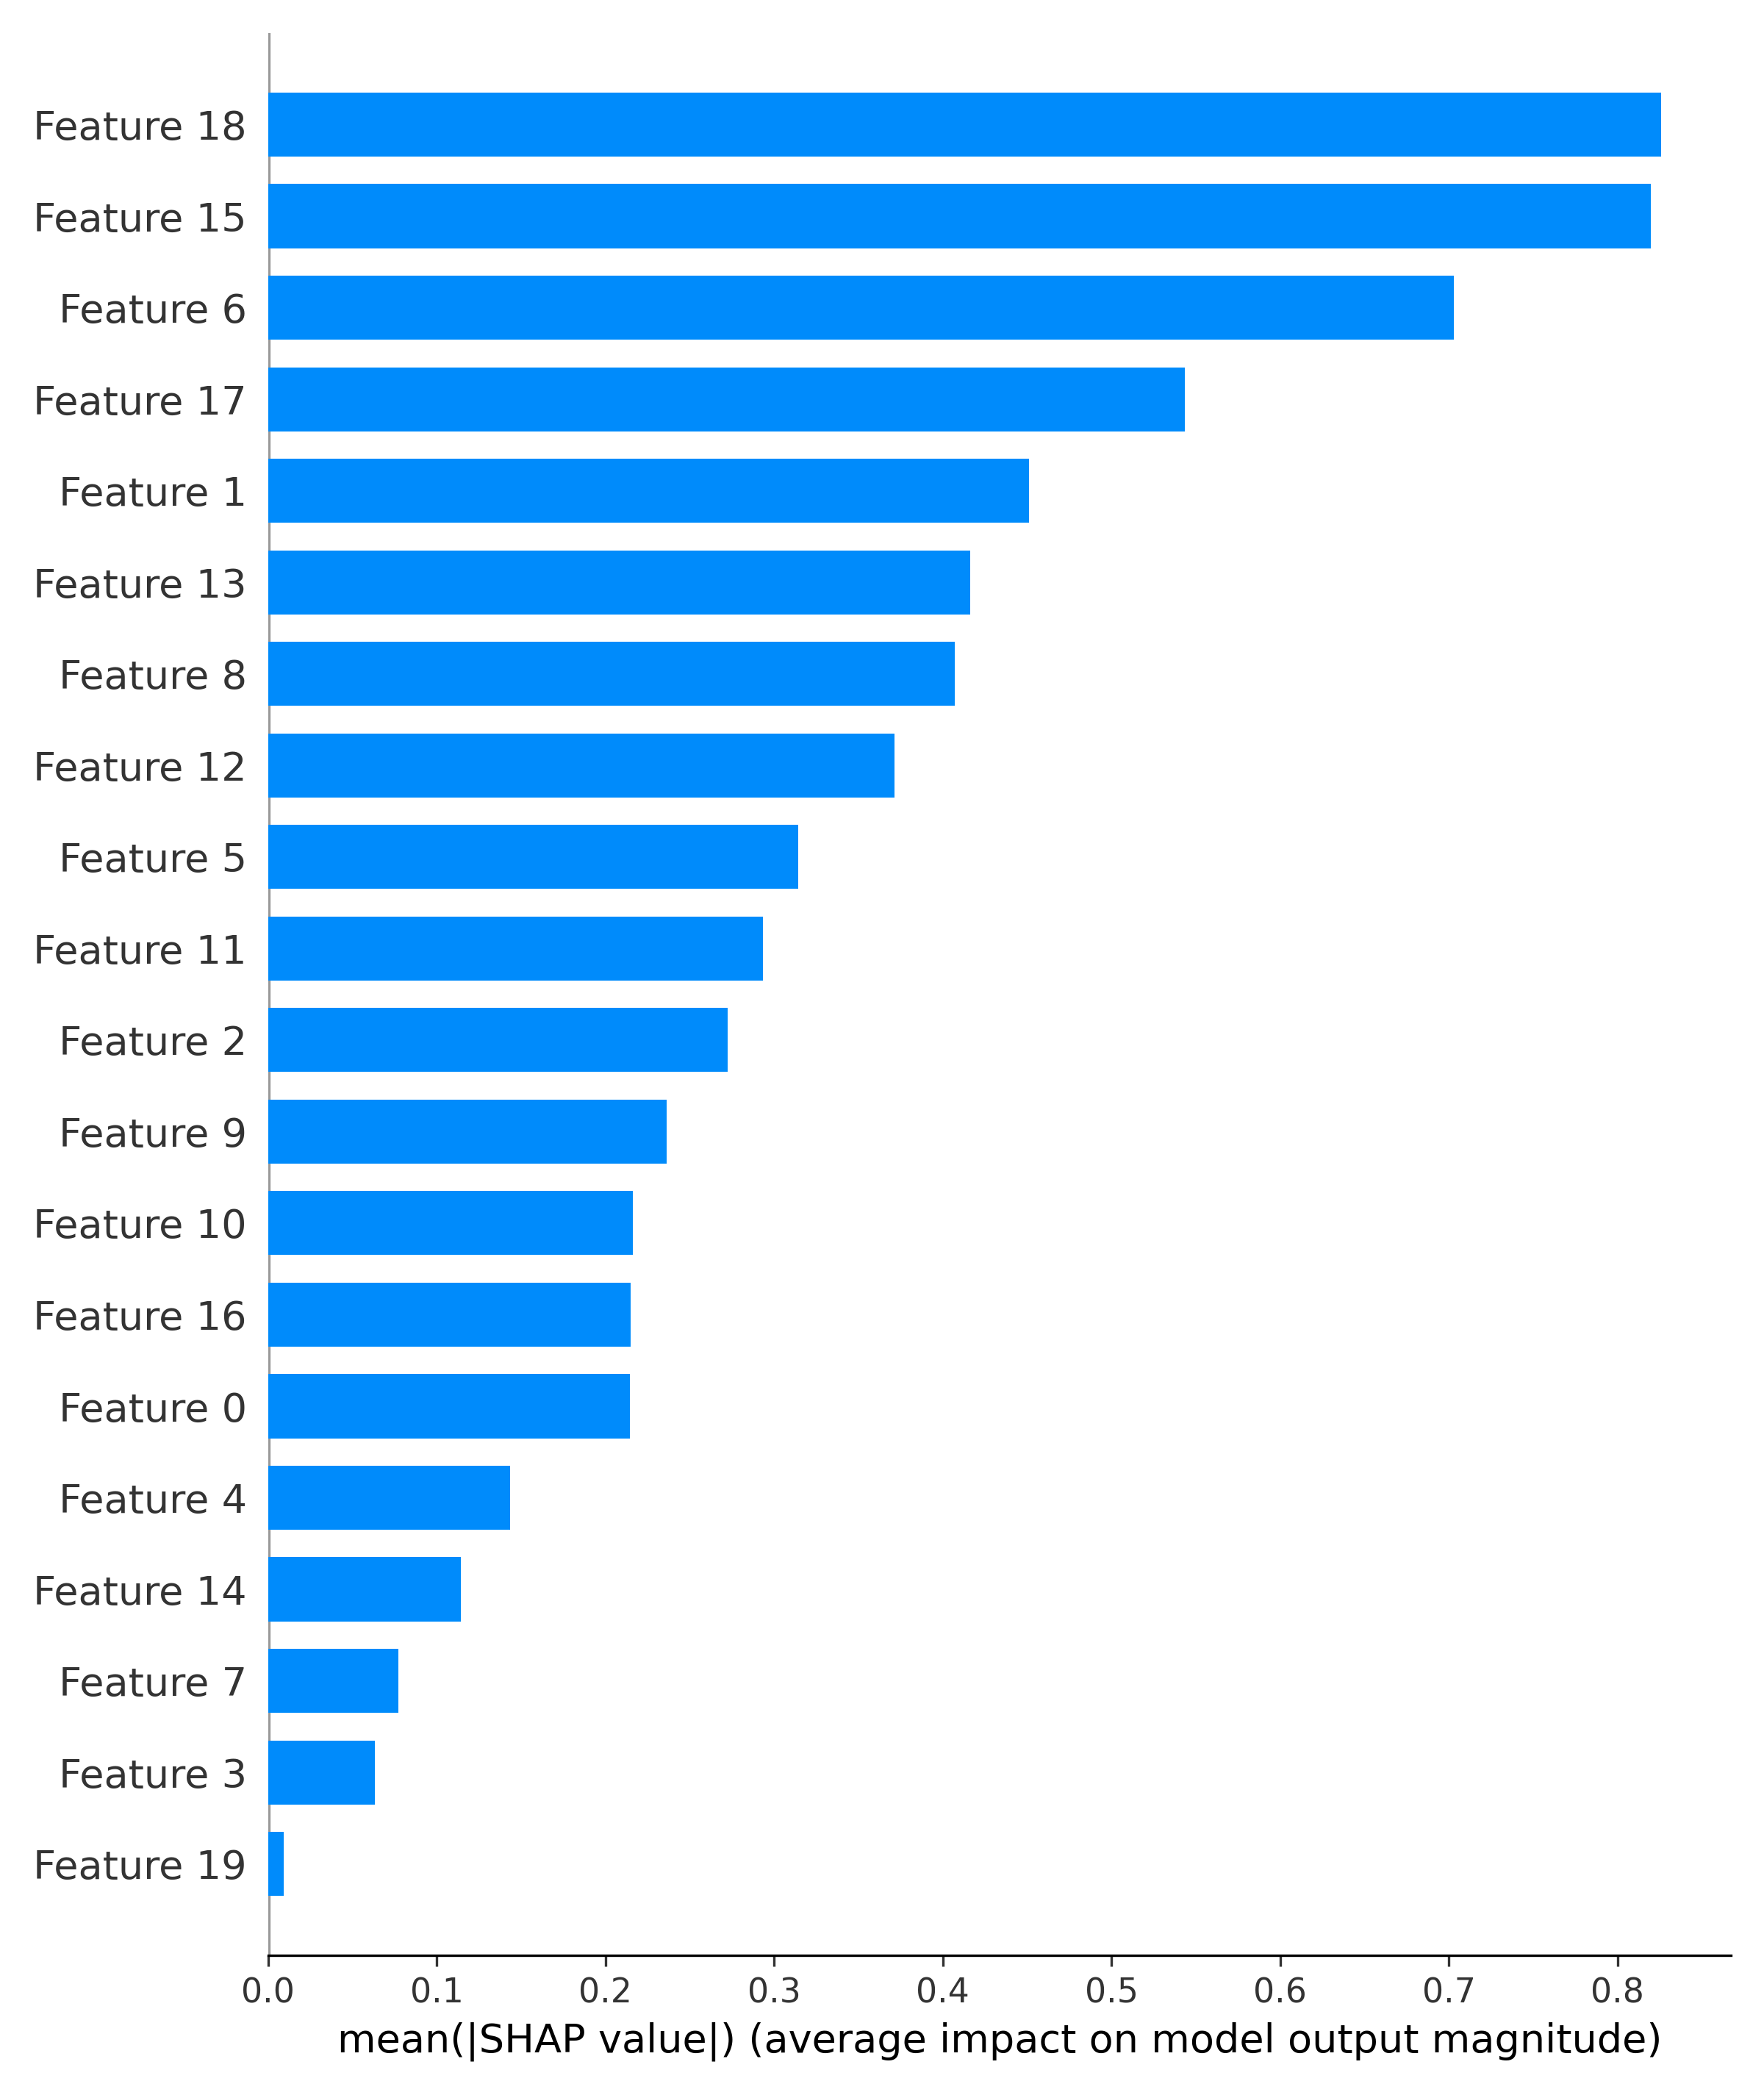 Feature 18
Feature 15
Feature 6
Feature 17
Feature 1
Feature 13
Feature 8
Feature 12
Feature 5
Feature 11
Feature 2
Feature 9
Feature 10
Feature 16
Feature 0
Feature 4
Feature 14
Feature 7
Feature 3
Feature 19
0.0 0.1 0.2 0.3 0.4 0.5 0.6 0.7 0.8
mean(|SHAP value|) (average impact on model output magnitude)